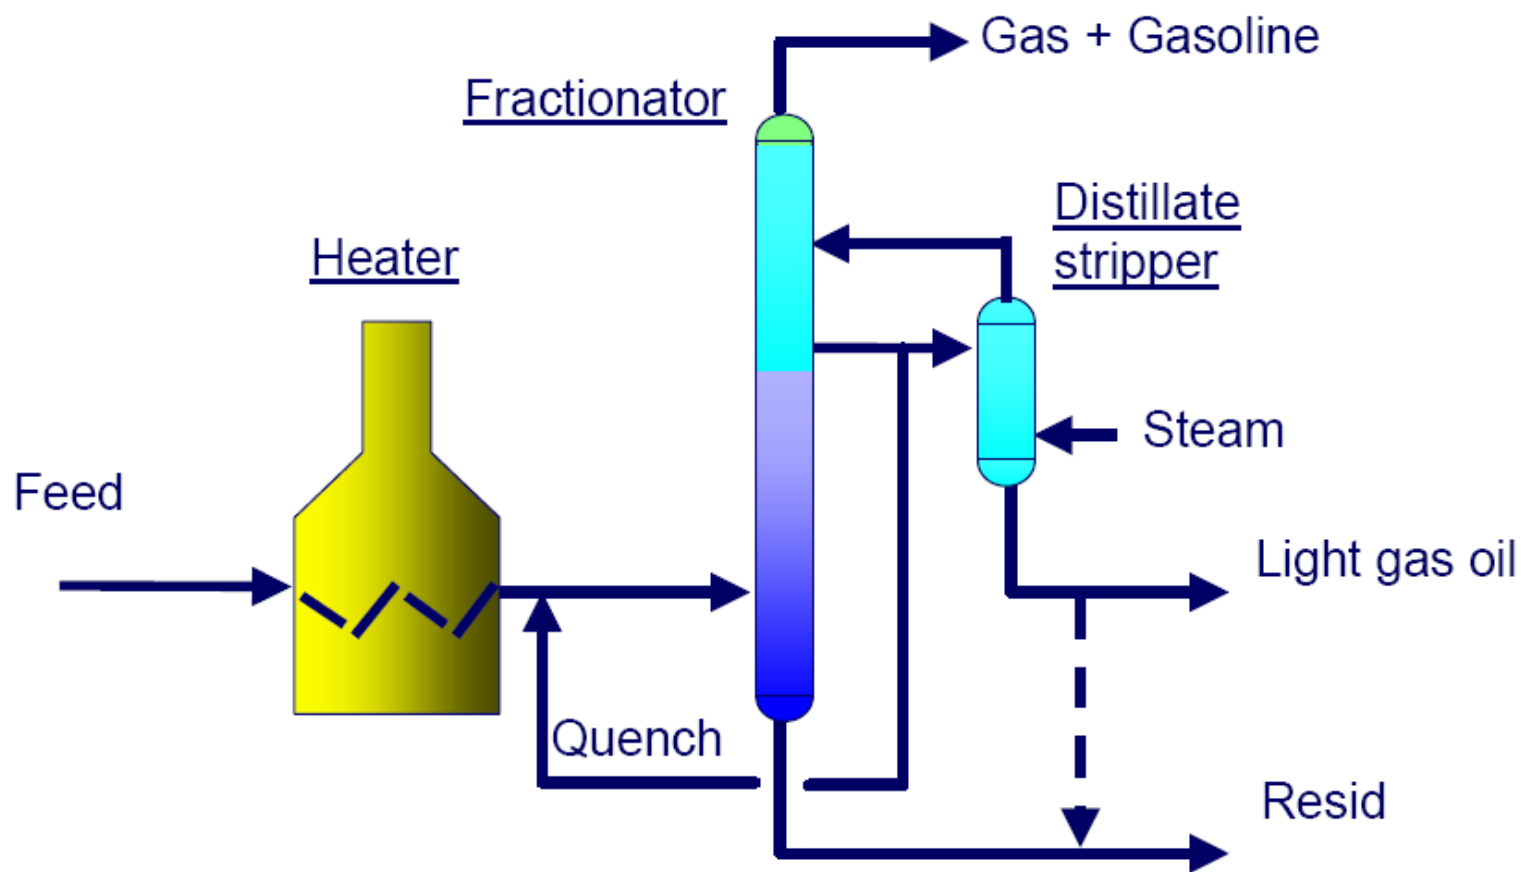 Gas + Gasoline
Fractionator
Distillate
stripper
Heater
Steam
Feed
Light gas oil
Quench
Resid